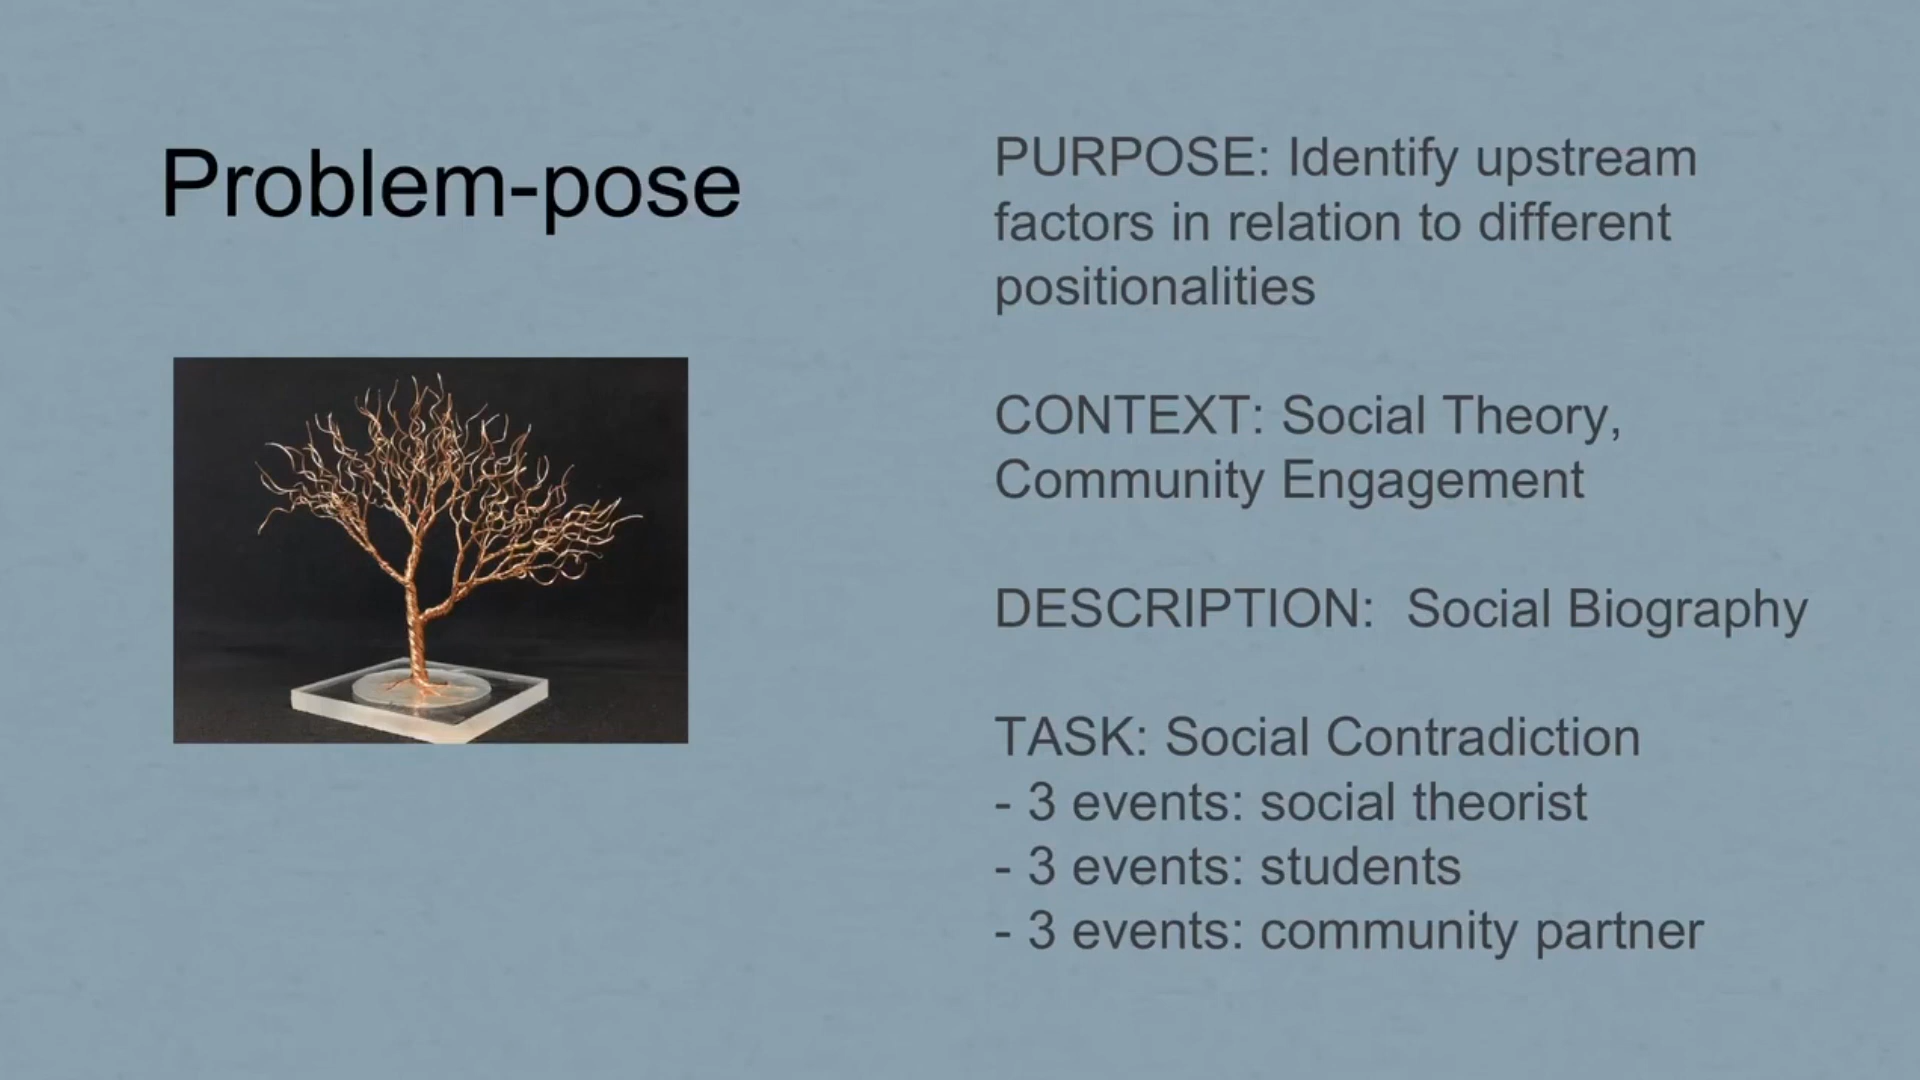 Problem-pose
PURPOSE: Identify upstream
factors in relation to different
positionalities
CONTEXT: Social Theory,
Community Engagement
DESCRIPTION:  Social Biography
TASK: Social Contradiction
- 3 events: social theorist
- 3 events: students
- 3 events: community partner